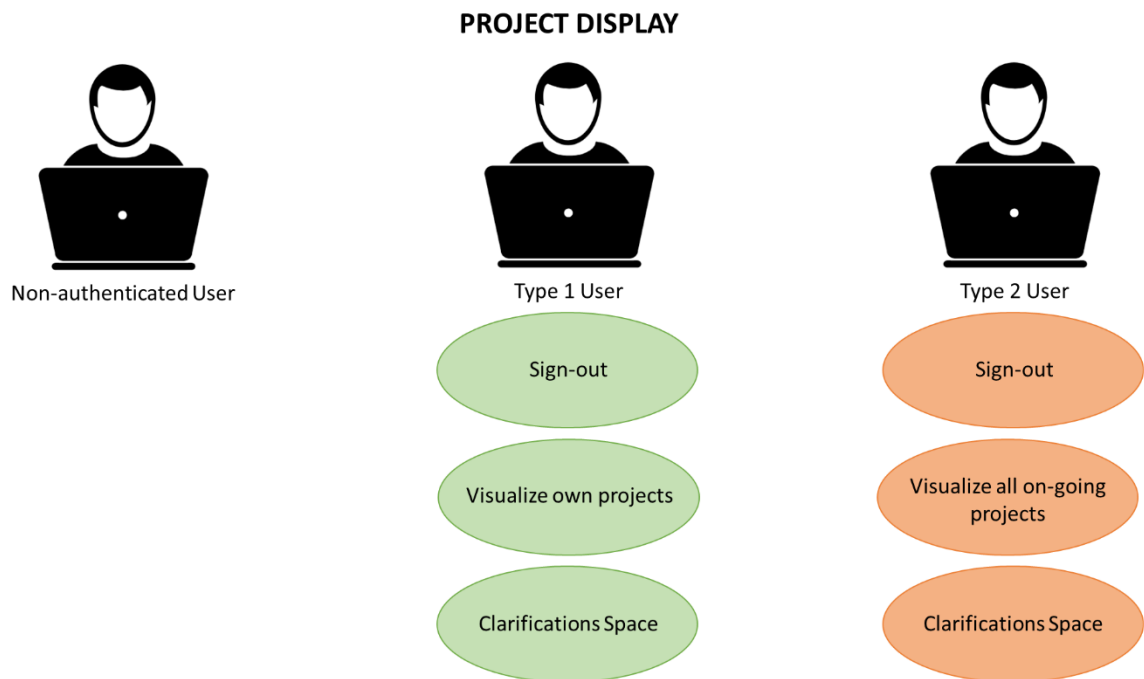 PROJECT DISPLAY
Non-authenticated User
Type 1 User
Type 2 User
Sign-out
Sign-out
Visualize own projects
Visualize all on-going
projects
Clarifications Space
Clarifications Space